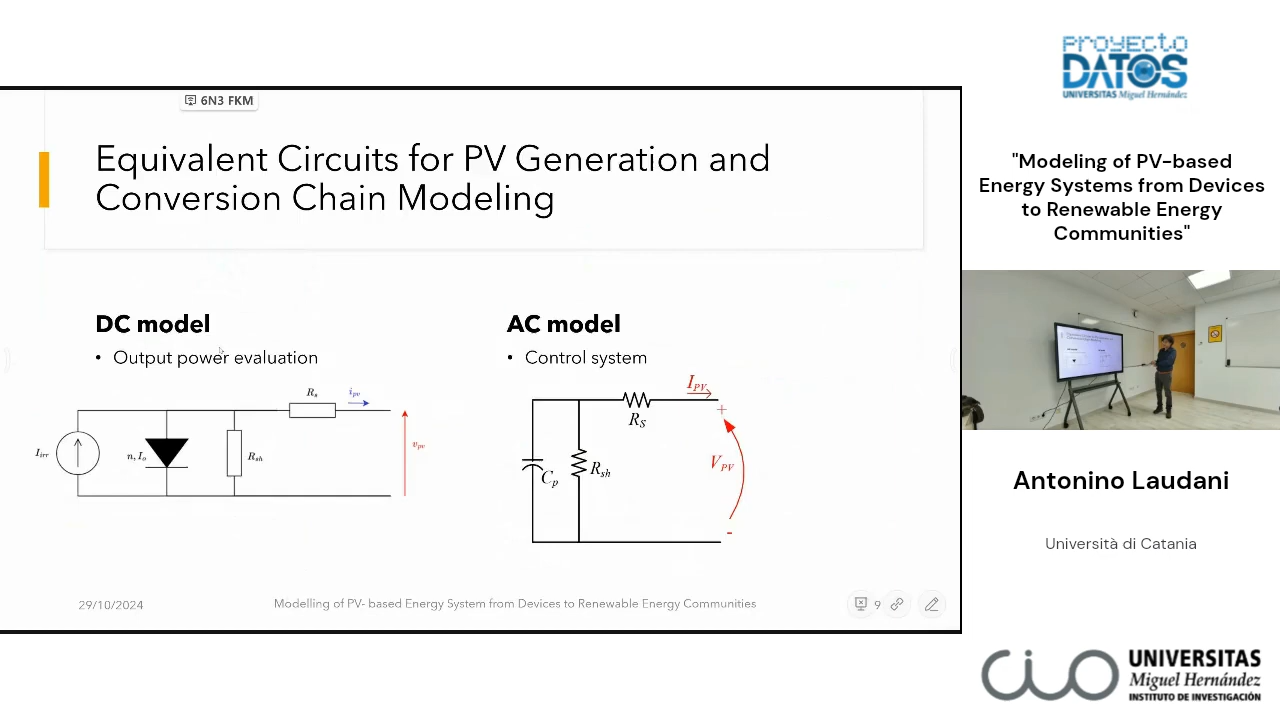 6N3 FKM
Equivalent Circuits for PV Generation and
Conversion Chain Modeling
DC model
• Output power evaluation
R_s
i_pv
I_irr
n, I_o
R_sh
v_pv
AC model
• Control system
I_PV
+
R_S
V_PV
R_sh
C_p
-
29/10/2024
Modelling of PV- based Energy System from Devices to Renewable Energy Communities
9
PROYECTO
DATOS
UNIVERSITAS Miguel Hernández
"Modeling of PV-based
Energy Systems from Devices
to Renewable Energy
Communities"
Antonino Laudani
Università di Catania
CIO
UNIVERSITAS
Miguel Hernández
INSTITUTO DE INVESTIGACIÓN